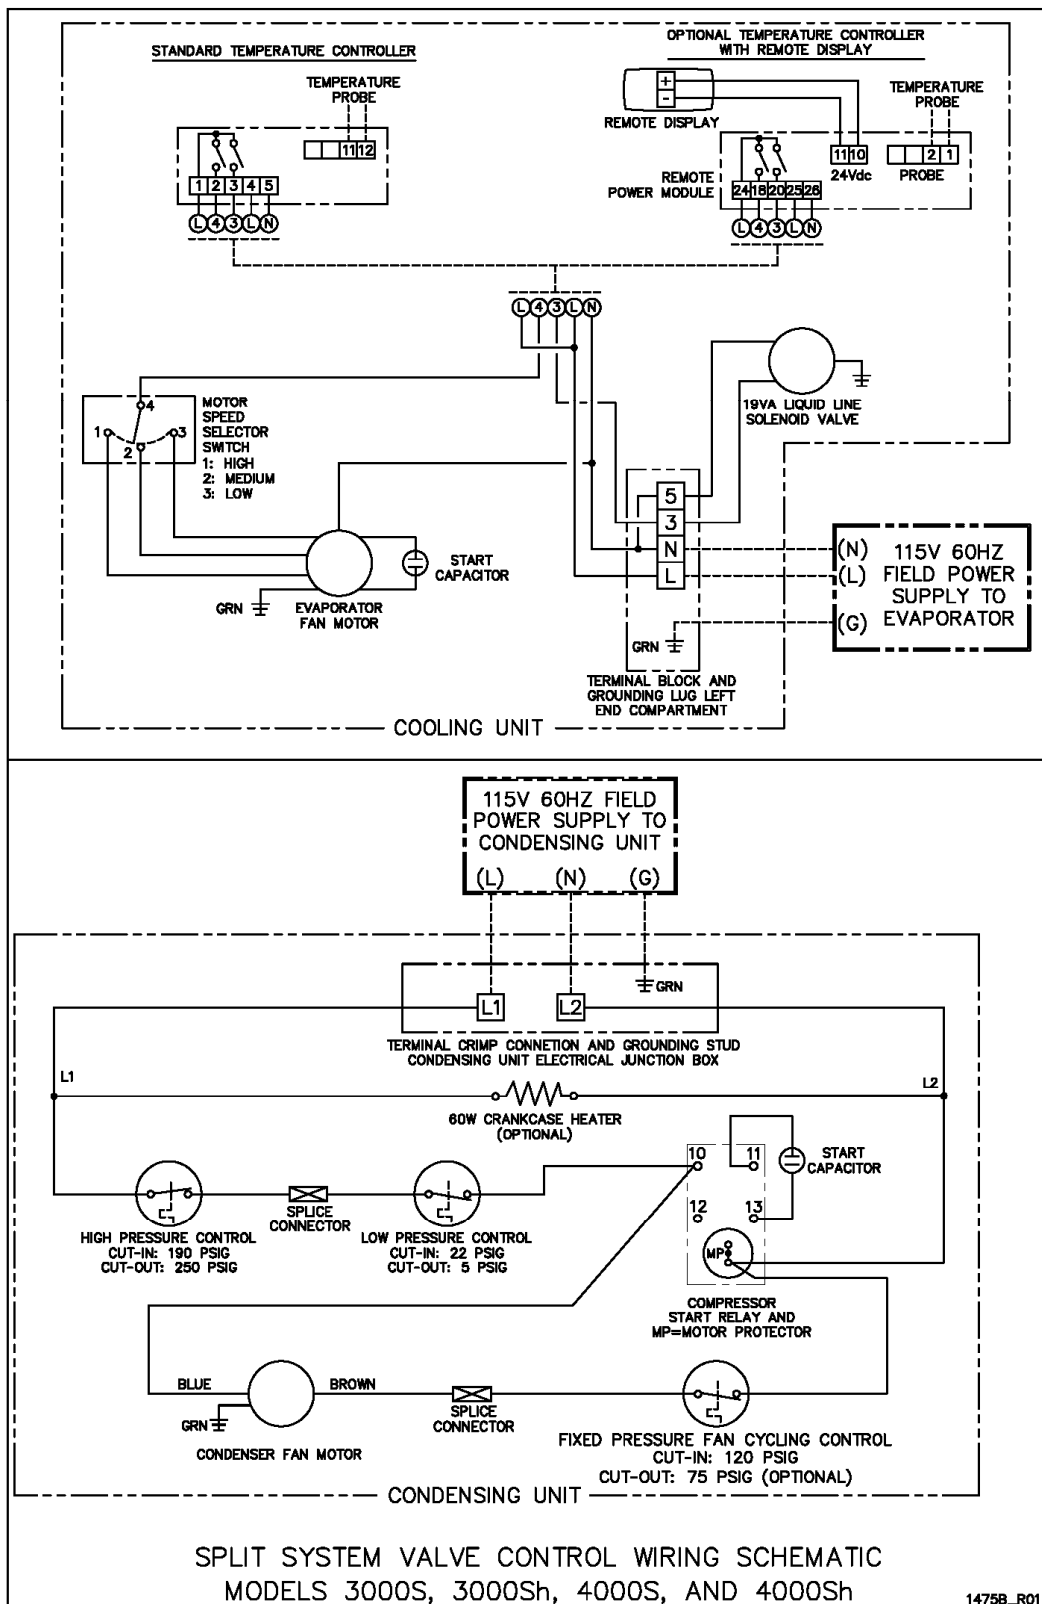 STANDARD TEMPERATURE CONTROLLER
OPTIONAL TEMPERATURE CONTROLLER
WITH REMOTE DISPLAY
TEMPERATURE
PROBE
11 12
1 2 3 4 5
L 4 3 L N
+
-
REMOTE DISPLAY
TEMPERATURE
PROBE
11 10
24Vdc
2 1
PROBE
REMOTE
POWER MODULE
24 18 20 25 26
L 4 3 L N
L 4 3 L N
19VA LIQUID LINE
SOLENOID VALVE
4
1
2
3
MOTOR
SPEED
SELECTOR
SWITCH
1: HIGH
2: MEDIUM
3: LOW
START
CAPACITOR
GRN
EVAPORATOR
FAN MOTOR
5
3
N
L
GRN
TERMINAL BLOCK AND
GROUNDING LUG LEFT
END COMPARTMENT
(N)
(L)
(G)
115V 60HZ
FIELD POWER
SUPPLY TO
EVAPORATOR
COOLING UNIT
115V 60HZ FIELD
POWER SUPPLY TO
CONDENSING UNIT
(L) (N) (G)
GRN
L1 L2
TERMINAL CRIMP CONNETION AND GROUNDING STUD
CONDENSING UNIT ELECTRICAL JUNCTION BOX
L1
L2
60W CRANKCASE HEATER
(OPTIONAL)
10 11
START
CAPACITOR
12 13
MP
COMPRESSOR
START RELAY AND
MP=MOTOR PROTECTOR
HIGH PRESSURE CONTROL
CUT-IN: 190 PSIG
CUT-OUT: 250 PSIG
SPLICE
CONNECTOR
LOW PRESSURE CONTROL
CUT-IN: 22 PSIG
CUT-OUT: 5 PSIG
BLUE
BROWN
GRN
CONDENSER FAN MOTOR
SPLICE
CONNECTOR
FIXED PRESSURE FAN CYCLING CONTROL
CUT-IN: 120 PSIG
CUT-OUT: 75 PSIG (OPTIONAL)
CONDENSING UNIT
SPLIT SYSTEM VALVE CONTROL WIRING SCHEMATIC
MODELS 3000S, 3000Sh, 4000S, AND 4000Sh
1475B_R01